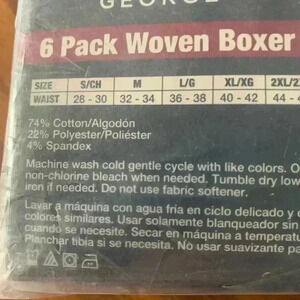 GEORGE
6 Pack Woven Boxer
SIZE S/CH M L/G XL/XG 2XL/2
WAIST 28 - 30 32 - 34 36 - 38 40 - 42 44 -
74% Cotton/Algodón
22% Polyester/Poliéster
4% Spandex
Machine wash cold gentle cycle with like colors. O
non-chlorine bleach when needed. Tumble dry low
iron if needed. Do not use fabric softener.
Lavar a máquina con agua fría en ciclo delicado y c
colores similares. Usar solamente blanqueador sin
cuando se necesite. Secar en máquina a temperatu
Planchar tibia si se necesita. No usar suavizante pa